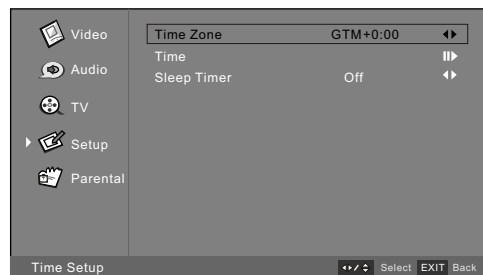 Video
Audio
TV
Setup
Parental
Time Zone GTM+0:00
Time
Sleep Timer Off
Time Setup Select EXIT Back